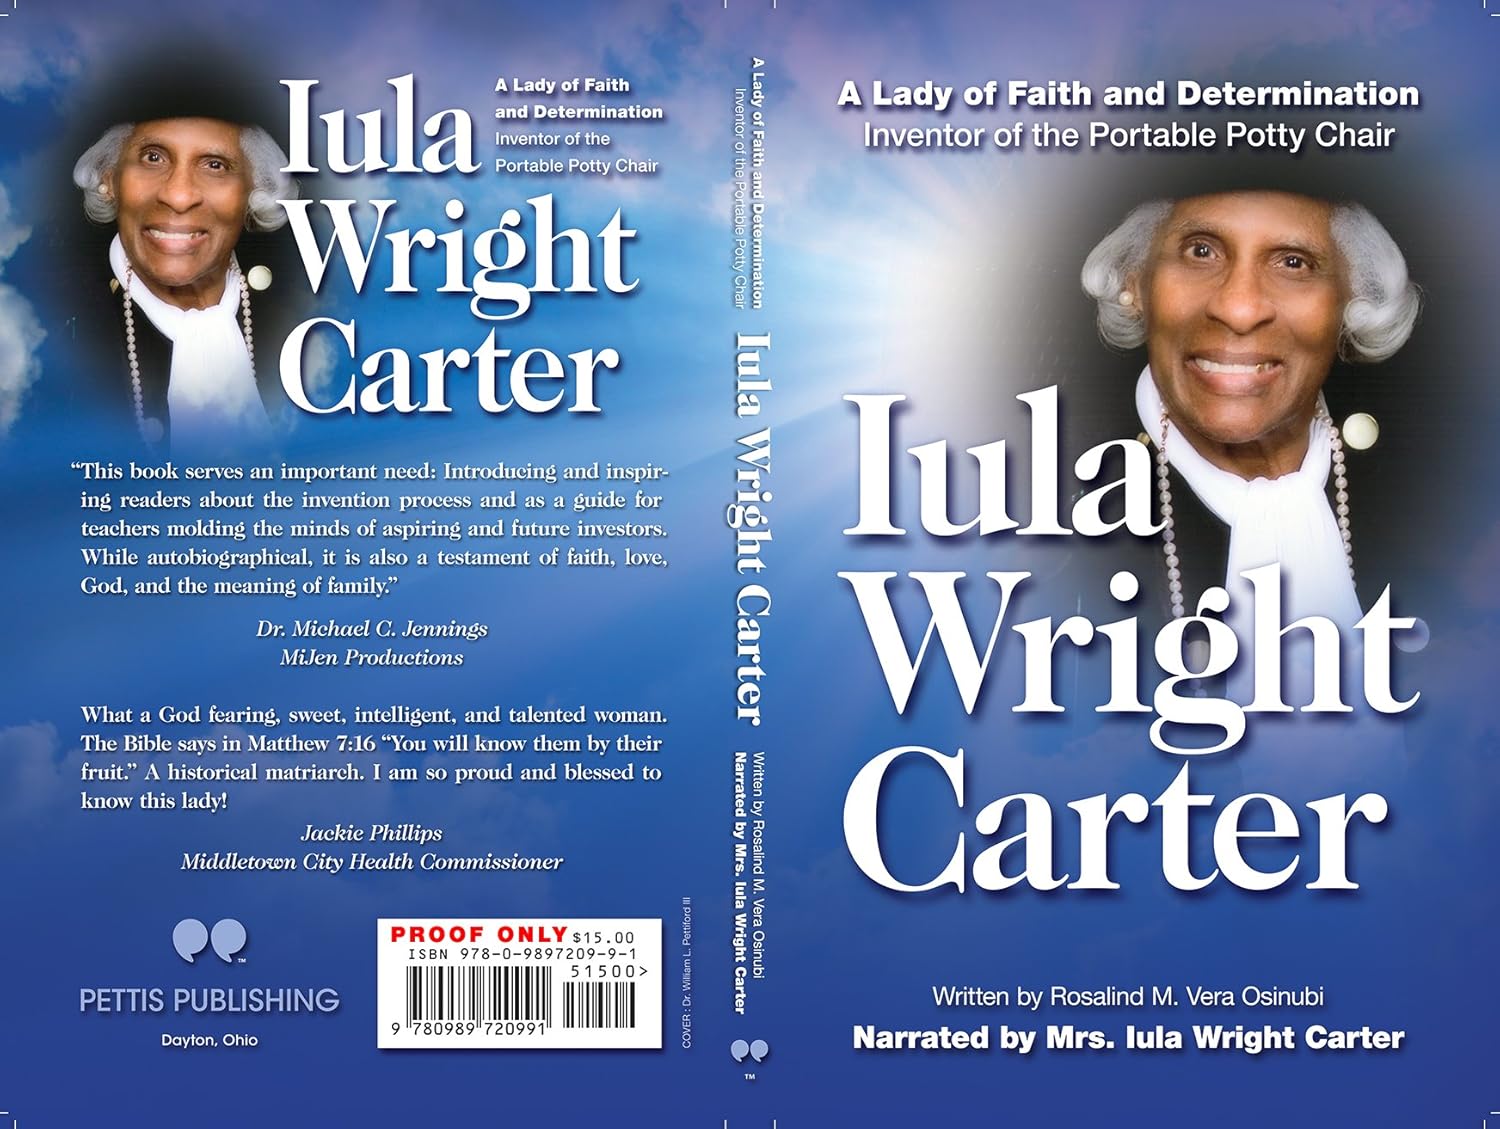 Iula
Wright
Carter
A Lady of Faith
and Determination
Inventor of the
Portable Potty Chair
“This book serves an important need: Introducing and inspir-
ing readers about the invention process and as a guide for
teachers molding the minds of aspiring and future investors.
While autobiographical, it is also a testament of faith, love,
God, and the meaning of family.”
Dr. Michael C. Jennings
MiJen Productions
What a God fearing, sweet, intelligent, and talented woman.
The Bible says in Matthew 7:16 “You will know them by their
fruit.” A historical matriarch. I am so proud and blessed to
know this lady!
Jackie Phillips
Middletown City Health Commissioner
TM
PETTIS PUBLISHING
Dayton, Ohio
PROOF ONLY $15.00
ISBN 978-0-9897209-9-1
51500>
9 780989 720991
COVER : Dr. William L. Pettiford III
A Lady of Faith and Determination
Inventor of the Portable Potty Chair
Iula Wright Carter
Written by Rosalind M. Vera Osinubi
Narrated by Mrs. Iula Wright Carter
TM
A Lady of Faith and Determination
Inventor of the Portable Potty Chair
Iula
Wright
Carter
Written by Rosalind M. Vera Osinubi
Narrated by Mrs. Iula Wright Carter